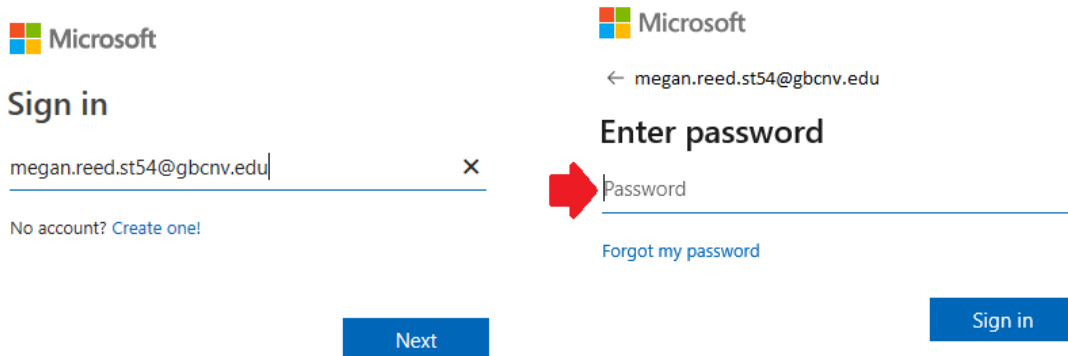 Microsoft
Sign in
megan.reed.st54@gbcnv.edu
No account? Create one!
Next
Microsoft
megan.reed.st54@gbcnv.edu
Enter password
Password
Forgot my password
Sign in